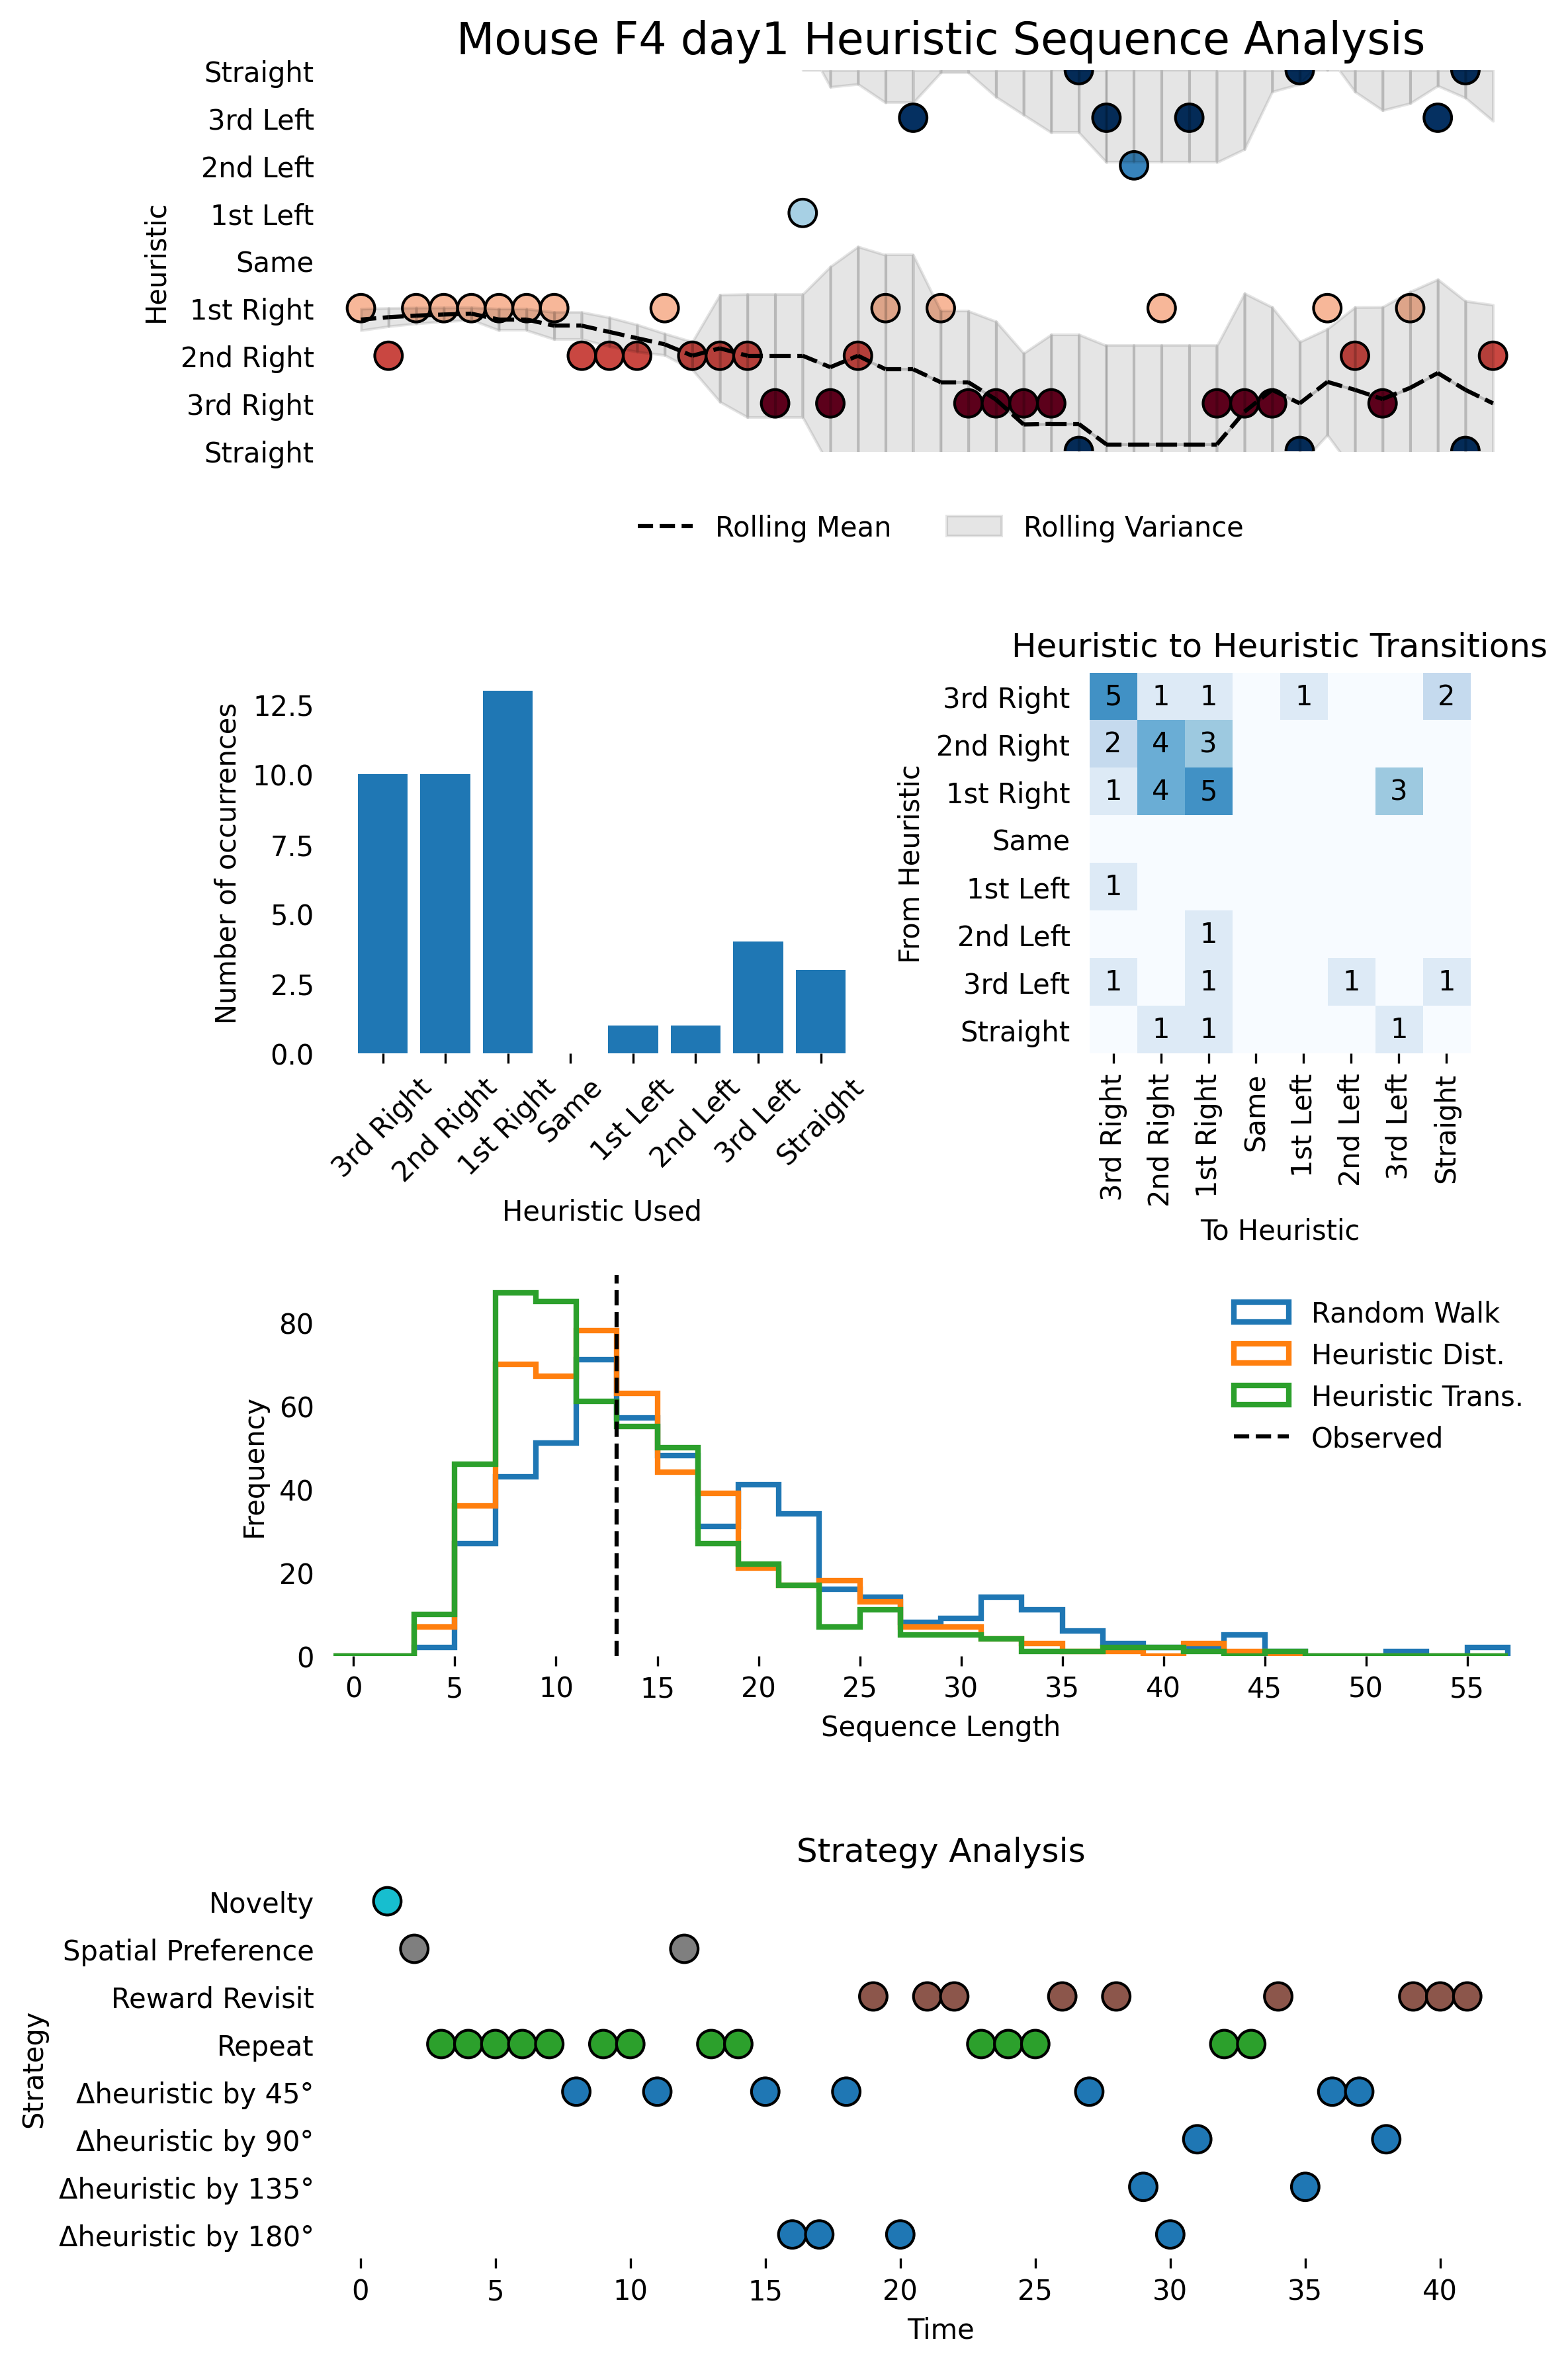 Mouse F4 day1 Heuristic Sequence Analysis
Heuristic
Straight
3rd Left
2nd Left
1st Left
Same
1st Right
2nd Right
3rd Right
Straight
Rolling Mean
Rolling Variance
Number of occurrences
12.5
10.0
7.5
5.0
2.5
0.0
3rd Right
2nd Right
1st Right
Same
1st Left
2nd Left
3rd Left
Straight
Heuristic Used
Heuristic to Heuristic Transitions
From Heuristic
3rd Right 5 1 1 1 2
2nd Right 2 4 3
1st Right 1 4 5 3
Same
1st Left 1
2nd Left 1
3rd Left 1 1 1 1
Straight 1 1 1
3rd Right
2nd Right
1st Right
Same
1st Left
2nd Left
3rd Left
Straight
To Heuristic
Frequency
80
60
40
20
0
0 5 10 15 20 25 30 35 40 45 50 55
Sequence Length
Random Walk
Heuristic Dist.
Heuristic Trans.
Observed
Strategy Analysis
Strategy
Novelty
Spatial Preference
Reward Revisit
Repeat
Δheuristic by 45°
Δheuristic by 90°
Δheuristic by 135°
Δheuristic by 180°
0 5 10 15 20 25 30 35 40
Time